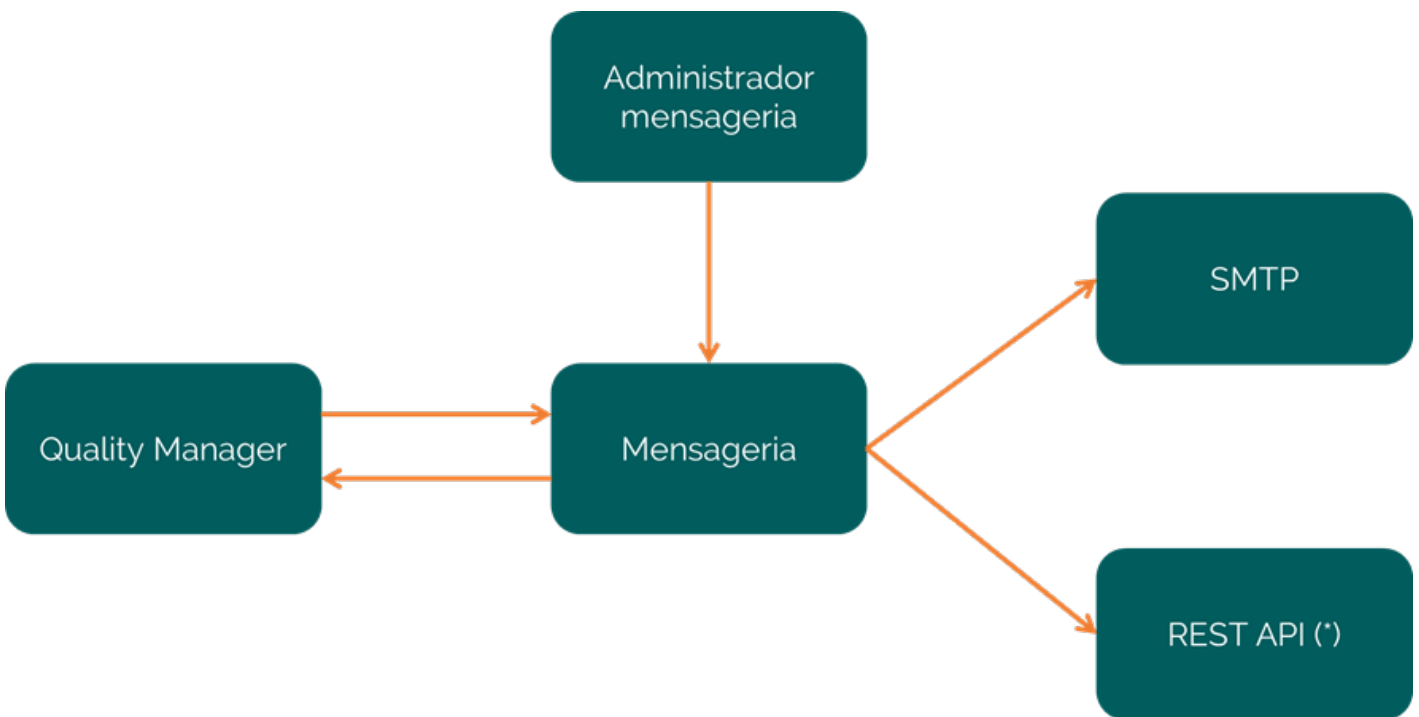 Administrador
mensageria
SMTP
Quality Manager
Mensageria
REST API (*)